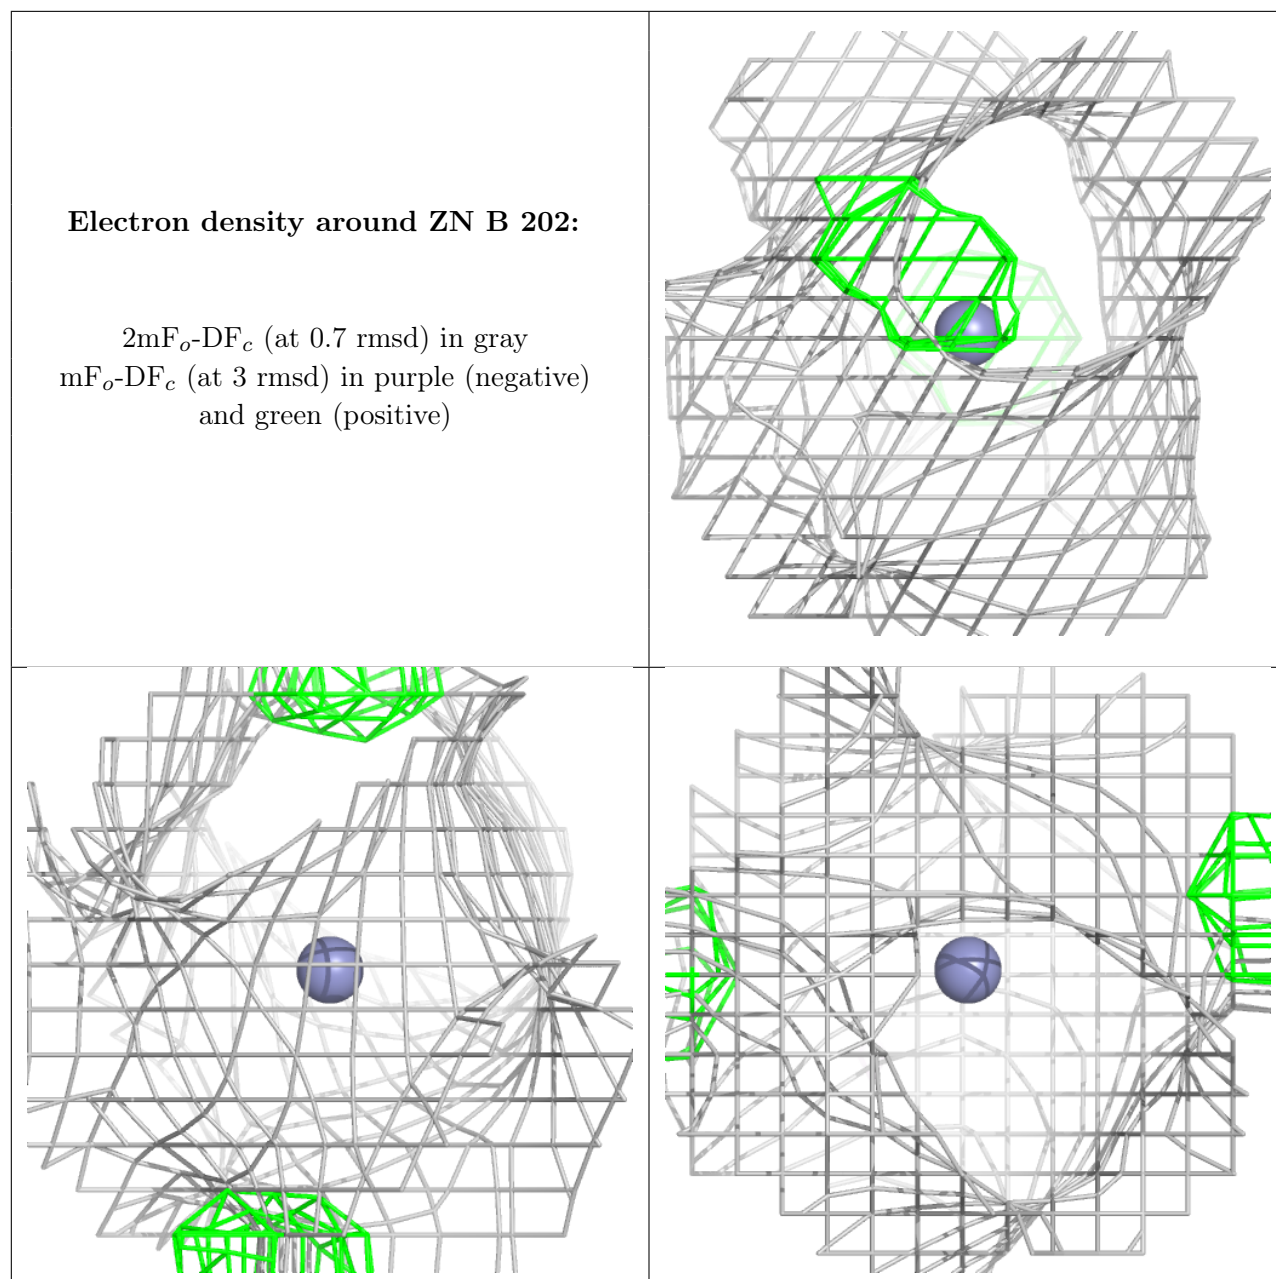 Electron density around ZN B 202:
2mFo-DFc (at 0.7 rmsd) in gray
mFo-DFc (at 3 rmsd) in purple (negative)
and green (positive)